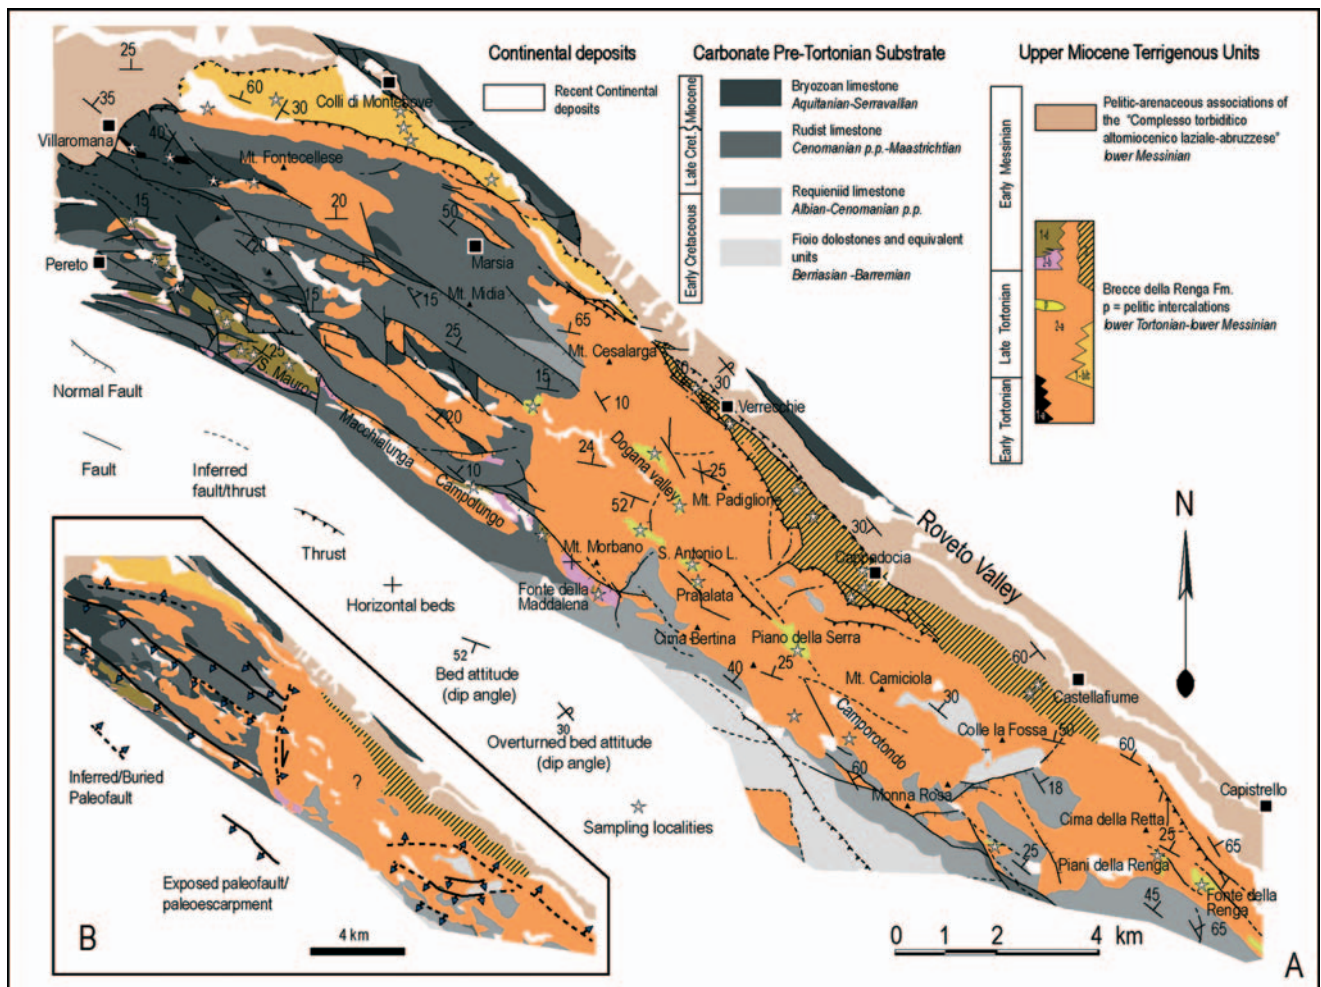 Continental deposits
Recent Continental
deposits
Carbonate Pre-Tortonian Substrate
Miocene
Late Cret.
Early Cretaceous
Bryozoan limestone
Aquitanian-Serravallian
Rudist limestone
Cenomanian p.p.-Maastrichtian
Requieniid limestone
Albian-Cenomanian p.p.
Fioio dolostones and equivalent
units
Berriasian -Barremian
Upper Miocene Terrigenous Units
Early Messinian
Late Tortonian
Early Tortonian
Pelitic-arenaceous associations of
the "Complesso torbiditico
altomiocenico laziale-abruzzese"
lower Messinian
Brecce della Renga Fm.
p = pelitic intercalations
lower Tortonian-lower Messinian
2-a
25
35
Villaromana
40
60
30
Colli di Montebove
Mt. Fontecellese
20
50
15
Pereto
20
Marsia
15
15
Mt. Midia
25
65
Mt. Cesalarga
15
25
S. Mauro
Macchialunga
20
10
Campolungo
10
24
Dogana valley
30
Verrecchie
25
Mt. Padiglione
52
Mt. Morbano
S. Antonio L.
Pratalata
Fonte della
Maddalena
30
Cappadocia
Roveto Valley
Cima Bertina
Piano della Serra
40
25
Mt. Camiciola
30
60
Castellafiume
Camporotondo
Colle la Fossa
50
60
60
Monna Rosa
18
Capistrello
Cima della Retta
25
25
65
Piani della Renga
Fonte della
Renga
45
65
Normal Fault
Fault
Inferred
fault/thrust
Thrust
Horizontal beds
52
Bed attitude
(dip angle)
30
Overturned bed attitude
(dip angle)
Sampling localities
N
0 1 2 4 km
A
?
Inferred/Buried
Paleofault
Exposed paleofault/
paleoescarpment
B
4 km